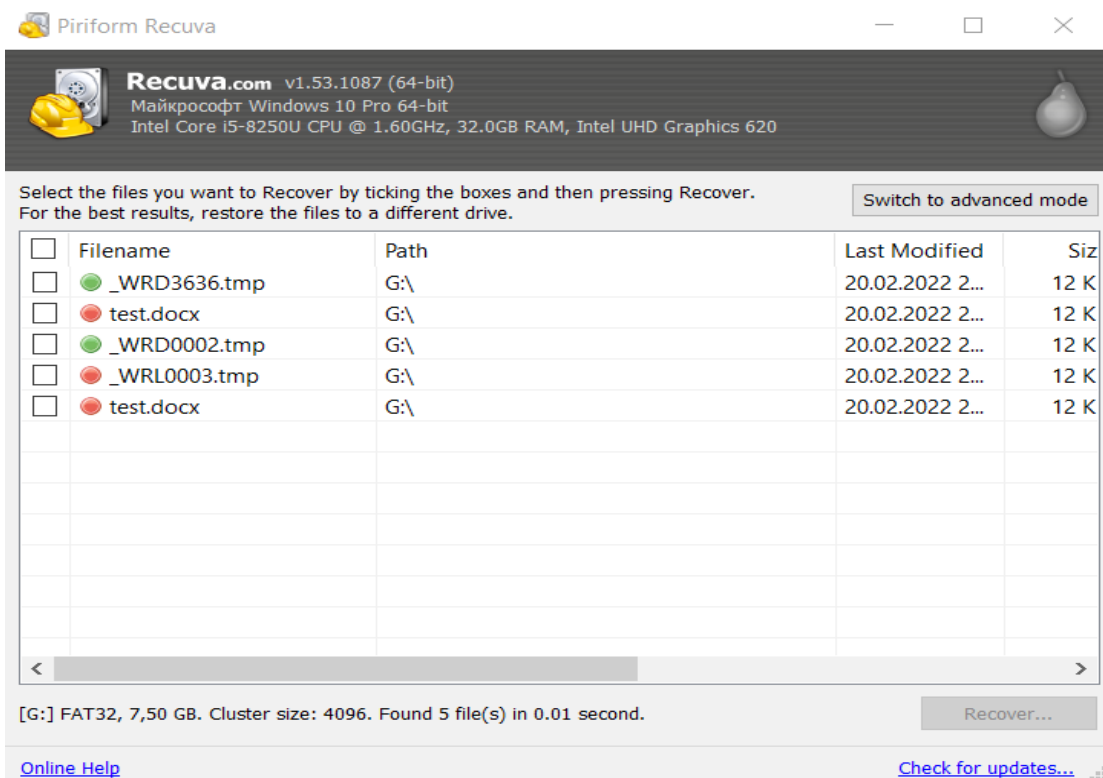 Piriform Recuva
Recuva.com v1.53.1087 (64-bit)
Майкрософт Windows 10 Pro 64-bit
Intel Core i5-8250U CPU @ 1.60GHz, 32.0GB RAM, Intel UHD Graphics 620
Select the files you want to Recover by ticking the boxes and then pressing Recover.
For the best results, restore the files to a different drive.
Switch to advanced mode
Filename Path Last Modified Siz
_WRD3636.tmp G:\ 20.02.2022 2... 12 K
test.docx G:\ 20.02.2022 2... 12 K
_WRD0002.tmp G:\ 20.02.2022 2... 12 K
_WRL0003.tmp G:\ 20.02.2022 2... 12 K
test.docx G:\ 20.02.2022 2... 12 K
[G:] FAT32, 7,50 GB. Cluster size: 4096. Found 5 file(s) in 0.01 second.
Recover...
Online Help
Check for updates...